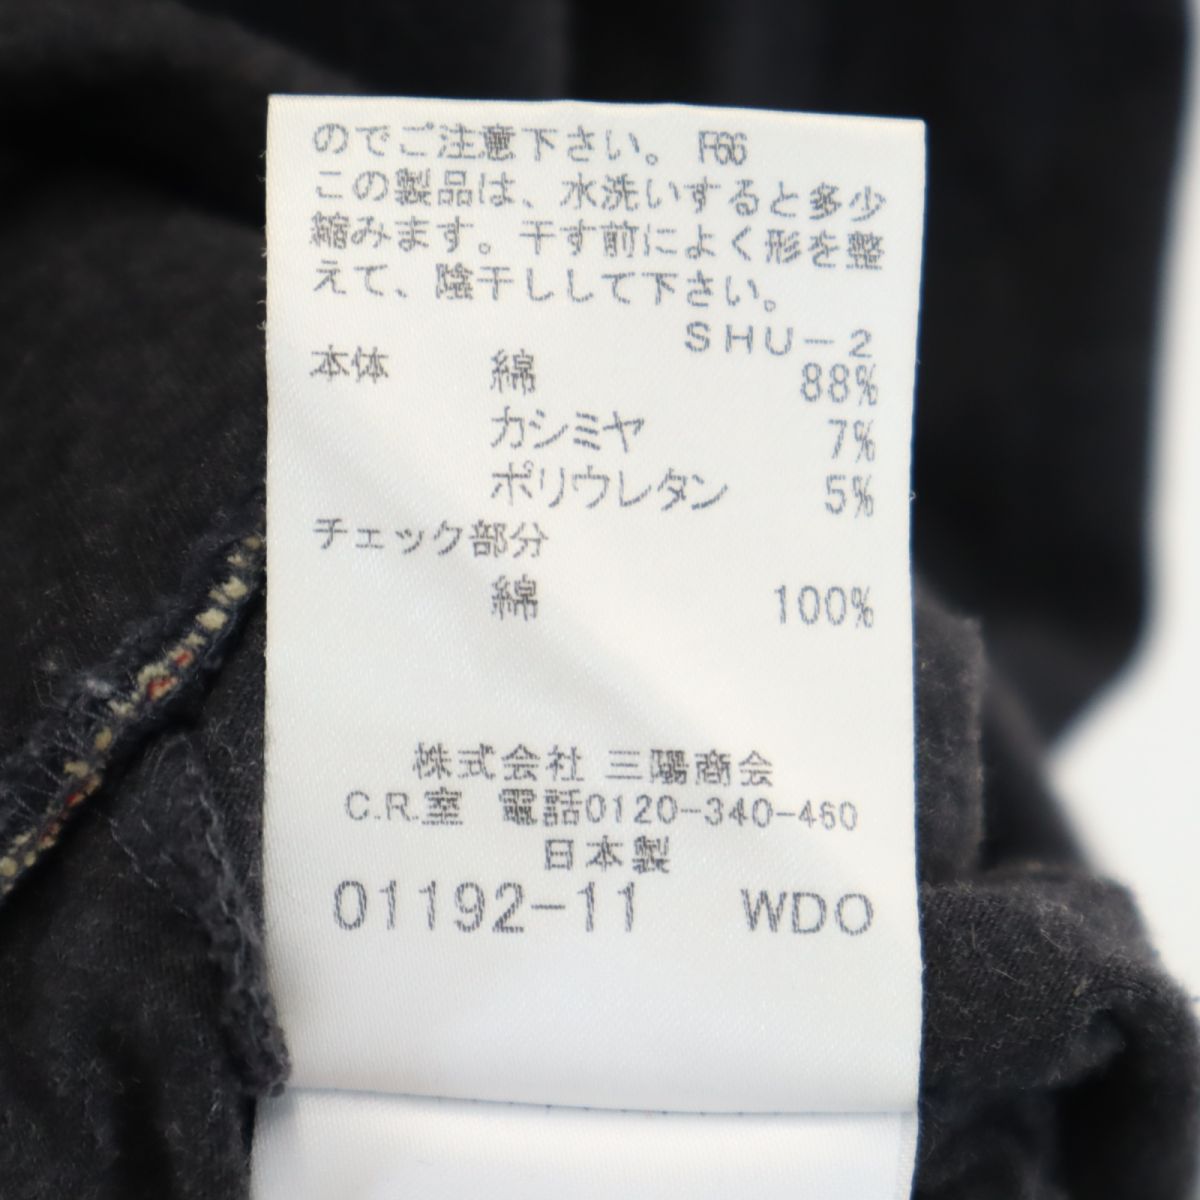 のでご注意下さい。 F66
この製品は、水洗いすると多少
縮みます。干す前によく形を整
えて、陰干しして下さい。
SHU-2
本体 綿 88%
カシミヤ 7%
ポリウレタン 5%
チェック部分
綿 100%
株式会社 三陽商会
C.R.室 電話0120-340-460
日本製
01192-11 WDO